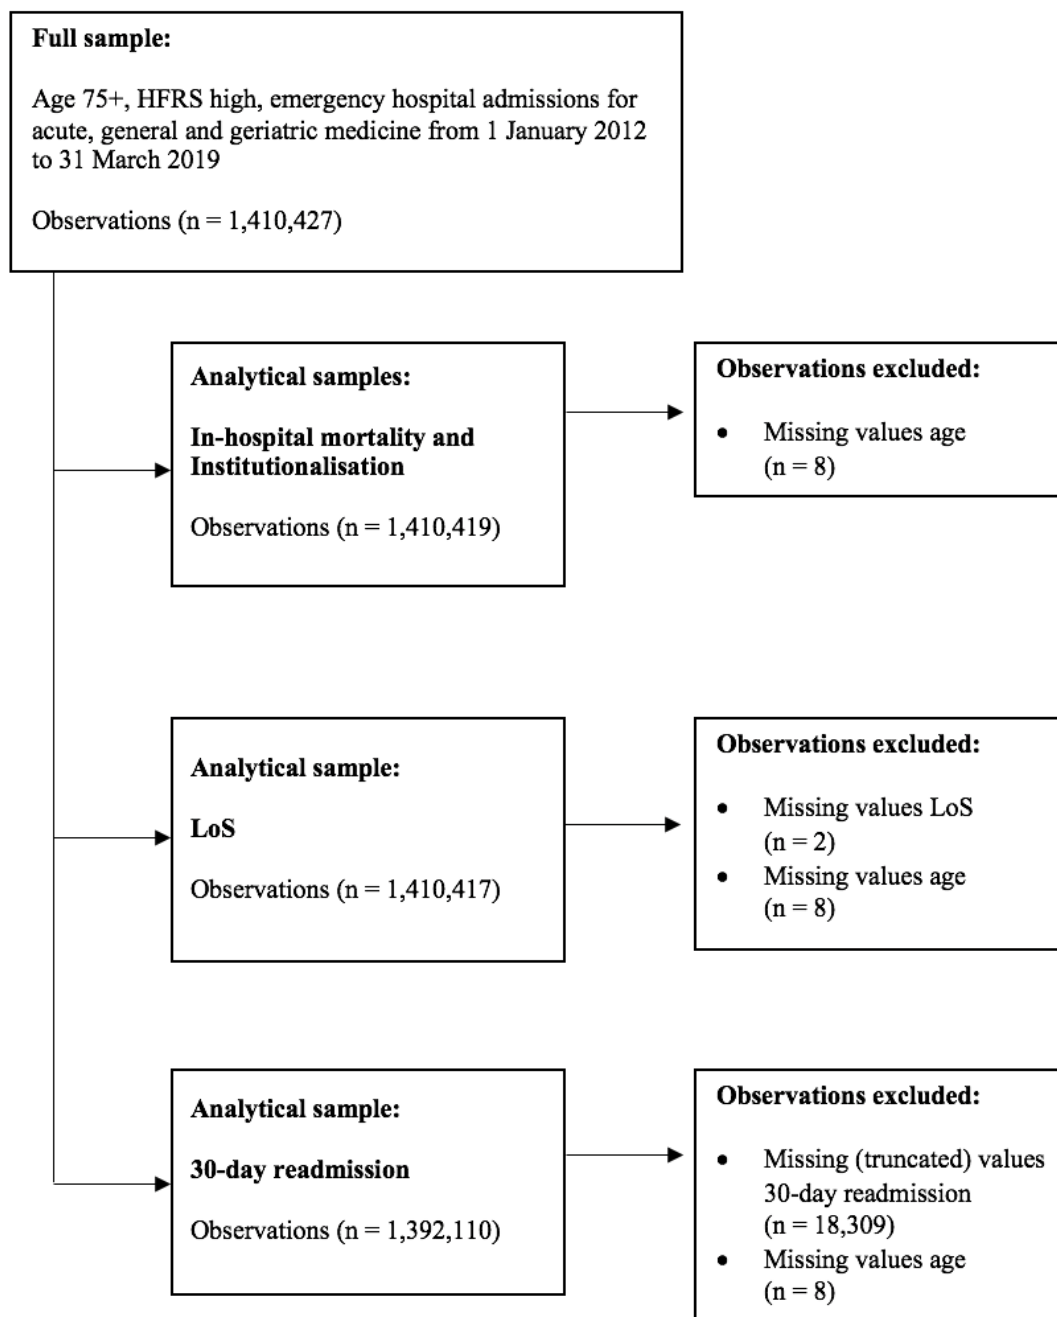 Full sample:
Age 75+, HFRS high, emergency hospital admissions for
acute, general and geriatric medicine from 1 January 2012
to 31 March 2019
Observations (n = 1,410,427)
Analytical samples:
In-hospital mortality and
Institutionalisation
Observations (n = 1,410,419)
Observations excluded:
• Missing values age
(n = 8)
Analytical sample:
LoS
Observations (n = 1,410,417)
Observations excluded:
• Missing values LoS
(n = 2)
• Missing values age
(n = 8)
Analytical sample:
30-day readmission
Observations (n = 1,392,110)
Observations excluded:
• Missing (truncated) values
30-day readmission
(n = 18,309)
• Missing values age
(n = 8)